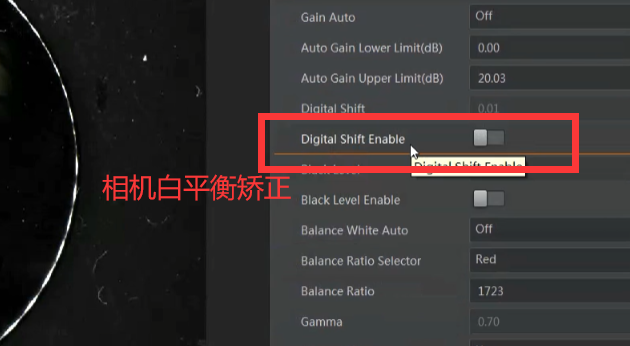 Gain Auto Off
Auto Gain Lower Limit(dB) 0.00
Auto Gain Upper Limit(dB) 20.03
Digital Shift 0.01
Digital Shift Enable
Digital Shift Enable
相机白平衡矫正
Black Level Enable
Balance White Auto Off
Balance Ratio Selector Red
Balance Ratio 1723
Gamma 0.70